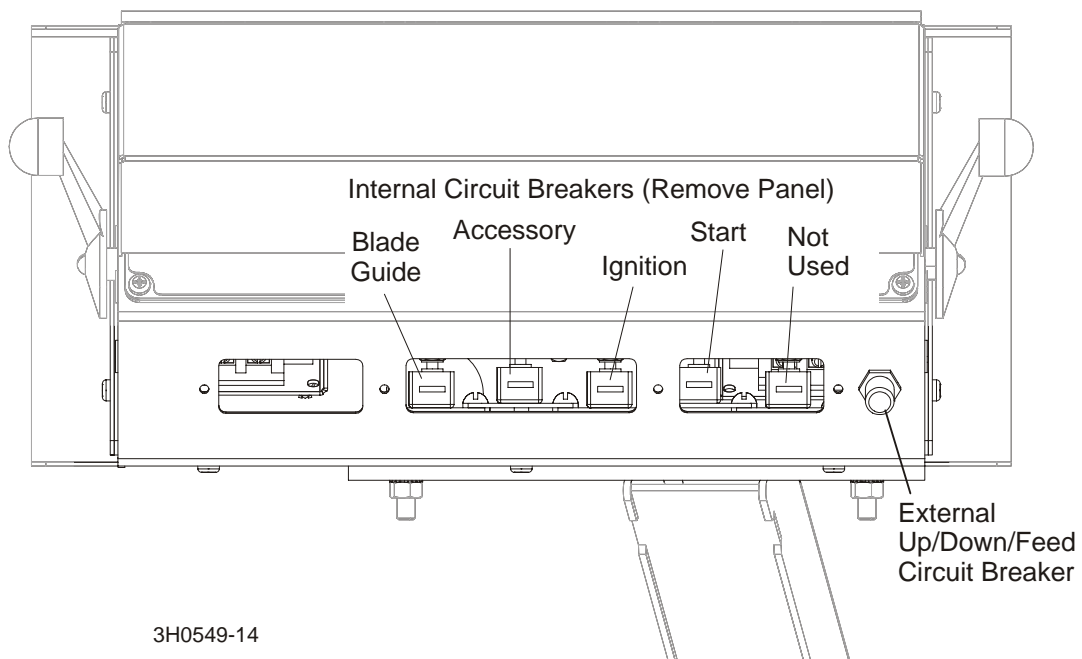 Internal Circuit Breakers (Remove Panel)
Blade
Guide
Accessory
Ignition
Start
Not
Used
External
Up/Down/Feed
Circuit Breaker
3H0549-14